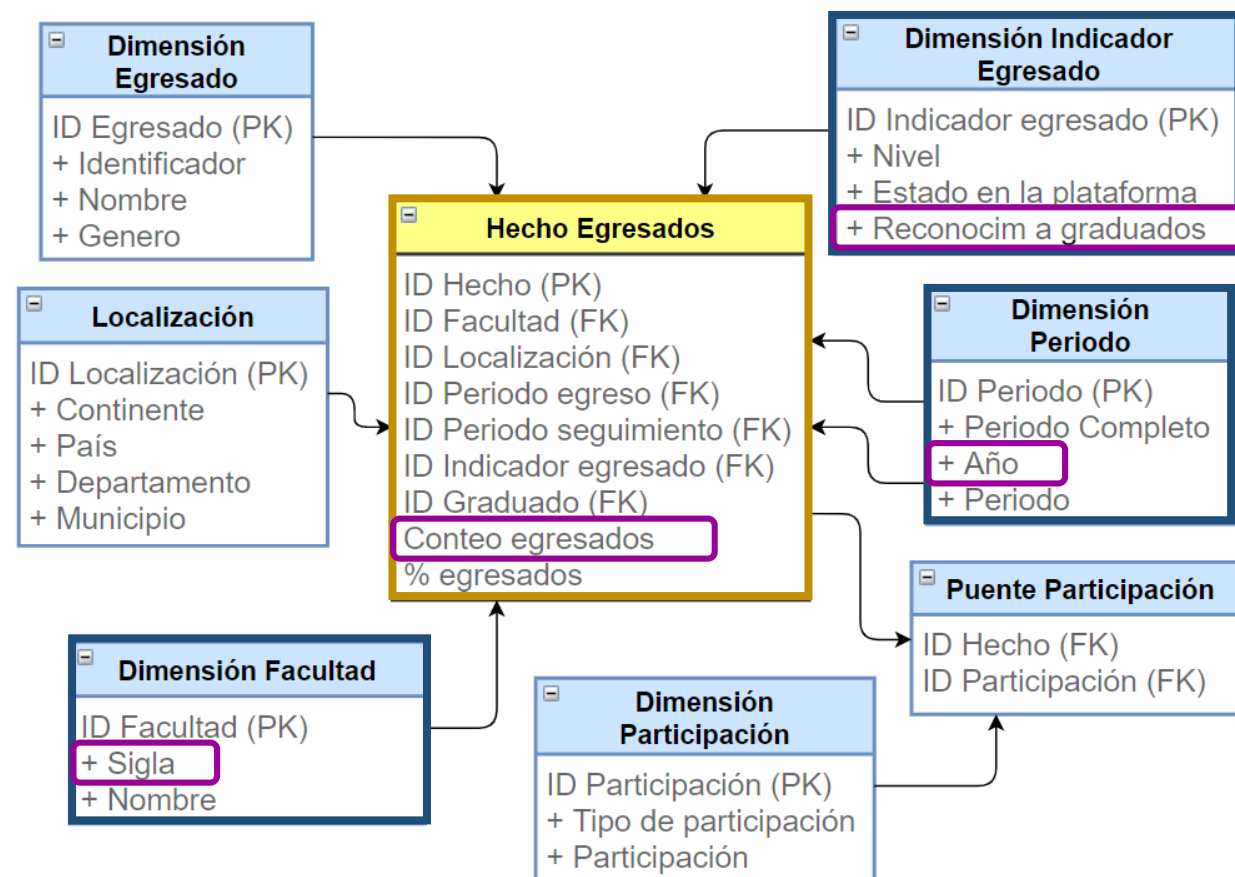 Dimensión
Egresado
ID Egresado (PK)
+ Identificador
+ Nombre
+ Genero
Dimensión Indicador
Egresado
ID Indicador egresado (PK)
+ Nivel
+ Estado en la plataforma
+ Reconocim a graduados
Hecho Egresados
ID Hecho (PK)
ID Facultad (FK)
ID Localización (FK)
ID Periodo egreso (FK)
ID Periodo seguimiento (FK)
ID Indicador egresado (FK)
ID Graduado (FK)
Conteo egresados
% egresados
Localización
ID Localización (PK)
+ Continente
+ País
+ Departamento
+ Municipio
Dimensión
Periodo
ID Periodo (PK)
+ Periodo Completo
+ Año
+ Periodo
Puente Participación
ID Hecho (FK)
ID Participación (FK)
Dimensión Facultad
ID Facultad (PK)
+ Sigla
+ Nombre
Dimensión
Participación
ID Participación (PK)
+ Tipo de participación
+ Participación